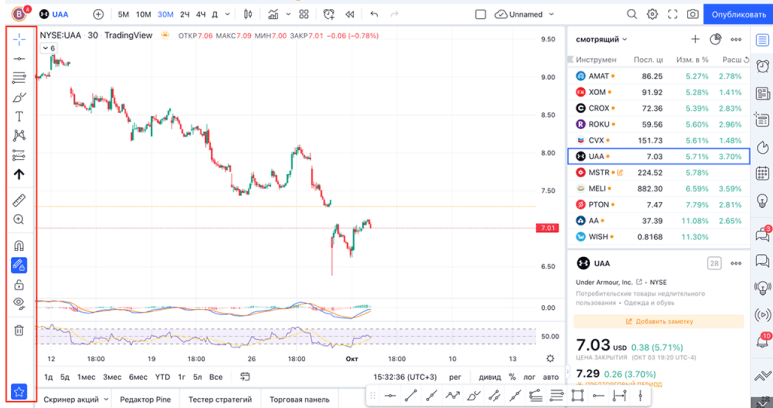 B 4 UAA 5М 10М 30М 2Ч 4Ч Д Unnamed Опубликовать
NYSE:UAA · 30 · TradingView ОТКР7.06 МАКС7.09 МИН7.00 ЗАКР7.01 −0.06 (−0.78%)
6
9.50
9.00
8.50
8.00
7.50
7.01
6.50
0.00
50.00
12 18:00 19 18:00 26 18:00 Окт 18:00 10 13
1д 5д 1мес 3мес 6мес YTD 1г 5л Все
15:32:36 (UTC+3) рег дивид % лог авто
Скринер акций Редактор Pine Тестер стратегий Торговая панель
смотрящий
Инструмен Посл. ц Изм. в % Расш
AMAT 86.25 5.27% 2.78%
XOM 91.92 5.28% 1.41%
CROX 72.36 5.39% 2.83%
ROKU 59.56 5.60% 2.96%
CVX 151.73 5.61% 1.48%
UAA 7.03 5.71% 3.70%
MSTR 224.52 5.78%
MELI 882.30 6.59% 3.59%
PTON 7.47 7.79% 2.81%
AA 37.39 11.08% 2.65%
WISH 0.8168 11.30%
UAA 28
Under Armour, Inc. · NYSE
Потребительские товары недлительного
пользования · Одежда и обувь
Добавить заметку
7.03 USD 0.38 (5.71%)
ЦЕНА ЗАКРЫТИЯ (ОКТ 03 19:20 UTC-4)
7.29 0.26 (3.70%)
ПОСТТОРГОВЫЙ ПЕРИОД
10